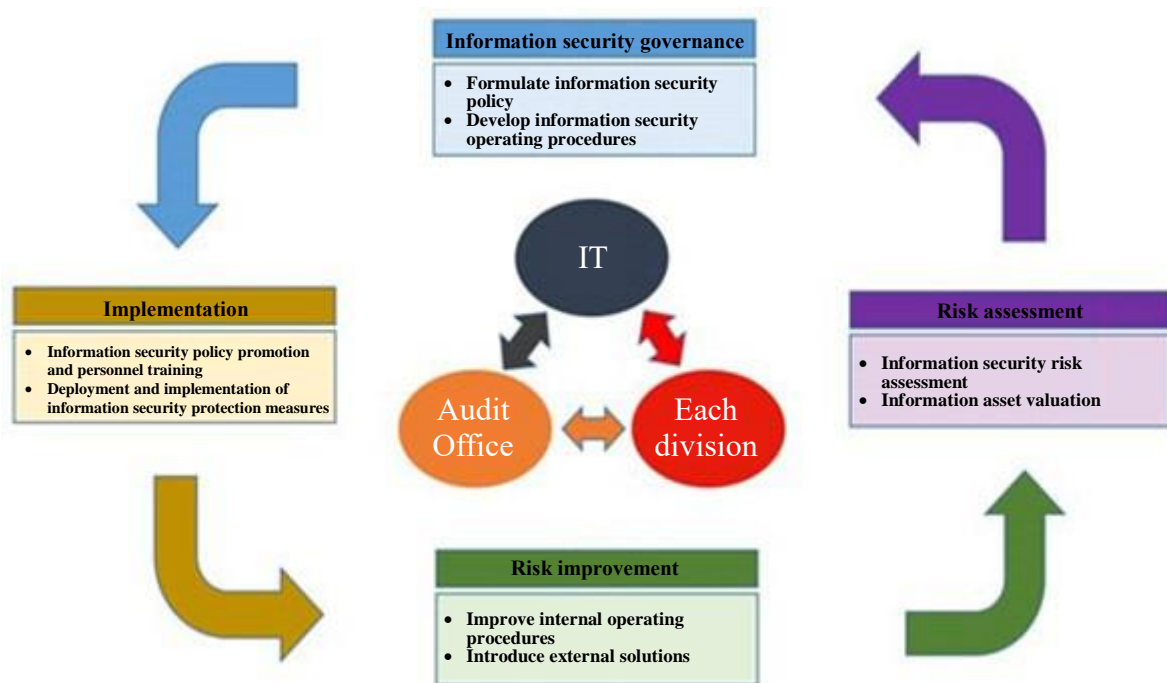 Information security governance
• Formulate information security
policy
• Develop information security
operating procedures
IT
Implementation
• Information security policy promotion
and personnel training
• Deployment and implementation of
information security protection measures
Risk assessment
• Information security risk
assessment
• Information asset valuation
Audit
Office
Each
division
Risk improvement
• Improve internal operating
procedures
• Introduce external solutions